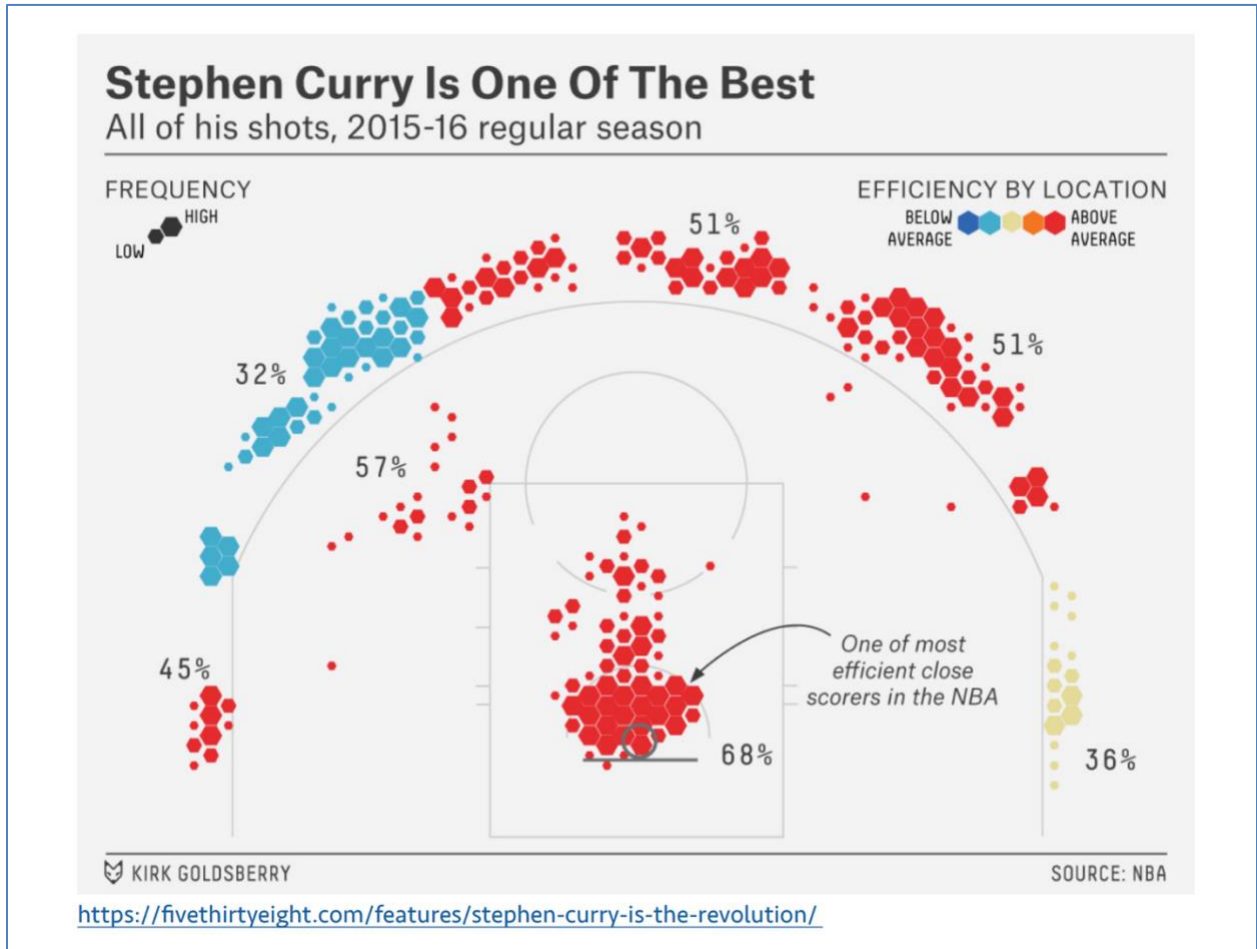 Stephen Curry Is One Of The Best
All of his shots, 2015-16 regular season
FREQUENCY
HIGH
LOW
EFFICIENCY BY LOCATION
BELOW
AVERAGE
ABOVE
AVERAGE
51%
32%
51%
57%
45%
One of most
efficient close
scorers in the NBA
68%
36%
KIRK GOLDSBERRY
SOURCE: NBA
https://fivethirtyeight.com/features/stephen-curry-is-the-revolution/